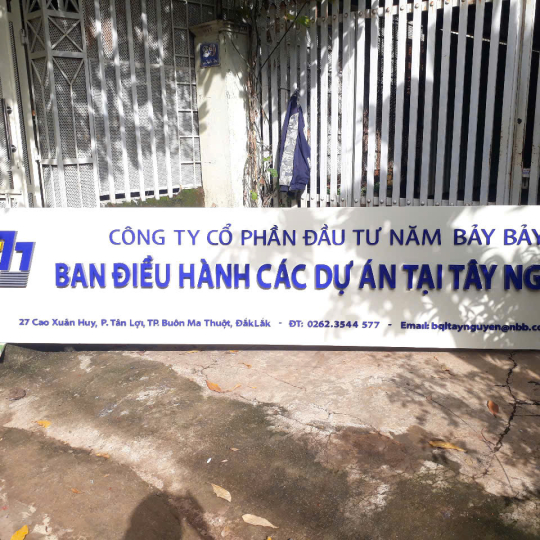 CÔNG TY CỔ PHẦN ĐẦU TƯ NĂM BẢY BẢY
BAN ĐIỀU HÀNH CÁC DỰ ÁN TẠI TÂY NG
27 Cao Xuân Huy, P. Tân Lợi, TP. Buôn Ma Thuột, ĐắkLắk - ĐT: 0262.3544 577 - Email: bqltaynguyen@nbb.co